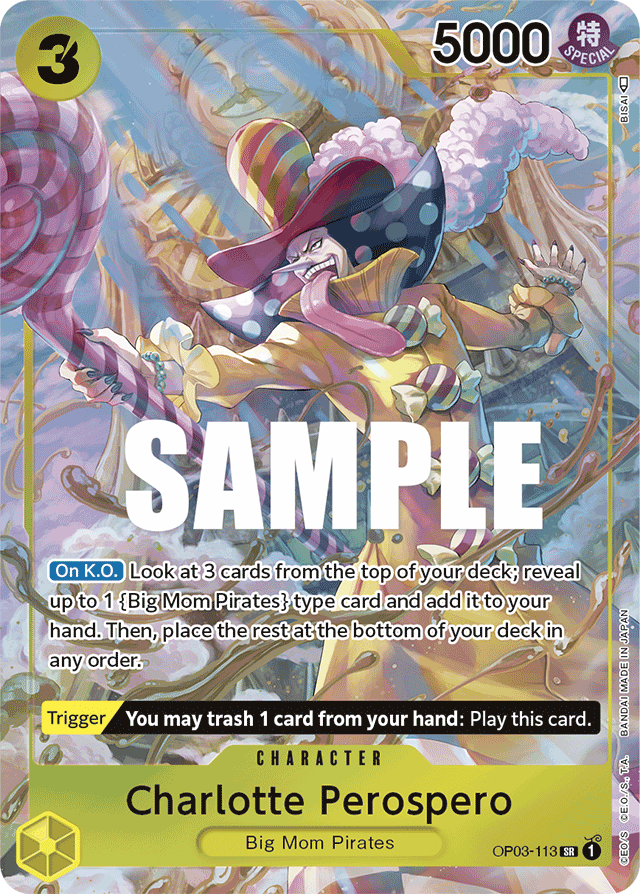 3
5000
特
SPECIAL
BISAI
SAMPLE
On K.O. Look at 3 cards from the top of your deck; reveal
up to 1 {Big Mom Pirates} type card and add it to your
hand. Then, place the rest at the bottom of your deck in
any order.
Trigger You may trash 1 card from your hand: Play this card.
CHARACTER
Charlotte Perospero
Big Mom Pirates
OP03-113 SR 1
©EO/S ©E.O./S., T.A. BANDAI MADE IN JAPAN